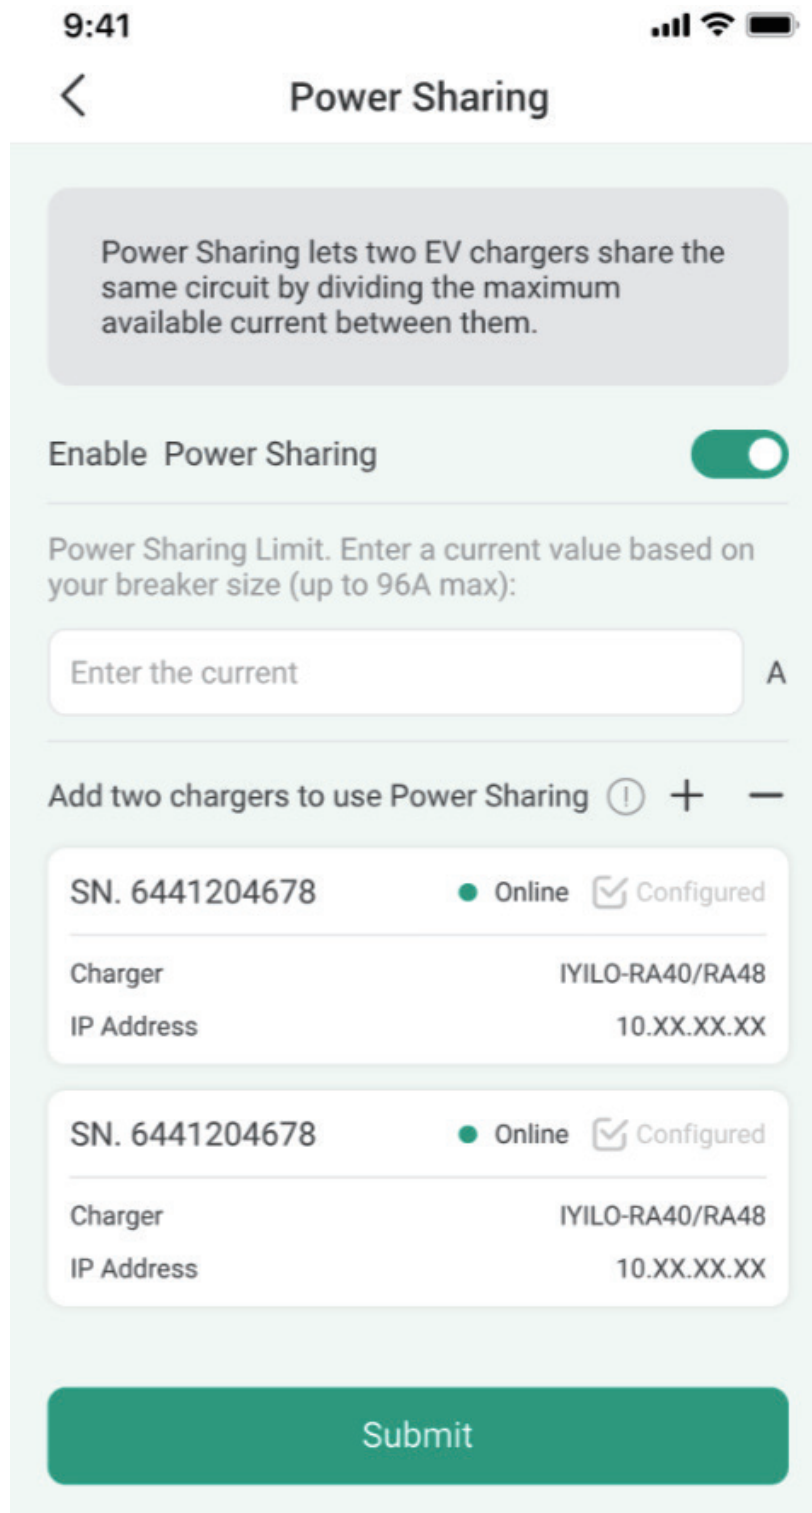 9:41
Power Sharing
Power Sharing lets two EV chargers share the
same circuit by dividing the maximum
available current between them.
Enable Power Sharing
Power Sharing Limit. Enter a current value based on
your breaker size (up to 96A max):
Enter the current A
Add two chargers to use Power Sharing
SN. 6441204678 Online Configured
Charger IYILO-RA40/RA48
IP Address 10.XX.XX.XX
SN. 6441204678 Online Configured
Charger IYILO-RA40/RA48
IP Address 10.XX.XX.XX
Submit